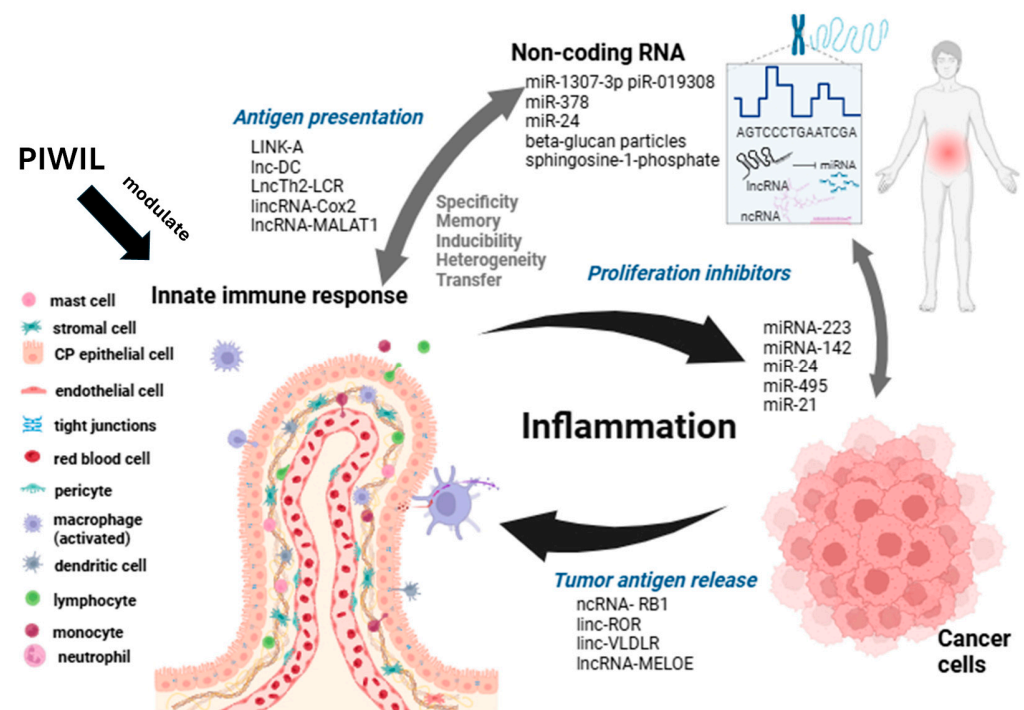 Non-coding RNA
miR-1307-3p piR-019308
miR-378
miR-24
beta-glucan particles
sphingosine-1-phosphate
AGTCCCTGAATCGA
miRNA
lncRNA
ncRNA
Antigen presentation
LINK-A
lnc-DC
LncTh2-LCR
lincRNA-Cox2
lncRNA-MALAT1
PIWIL
modulate
Specificity
Memory
Inducibility
Heterogeneity
Transfer
Innate immune response
Proliferation inhibitors
miRNA-223
miRNA-142
miR-24
miR-495
miR-21
mast cell
stromal cell
CP epithelial cell
endothelial cell
tight junctions
red blood cell
pericyte
macrophage
(activated)
dendritic cell
lymphocyte
monocyte
neutrophil
Inflammation
Tumor antigen release
ncRNA- RB1
linc-ROR
linc-VLDLR
lncRNA-MELOE
Cancer
cells